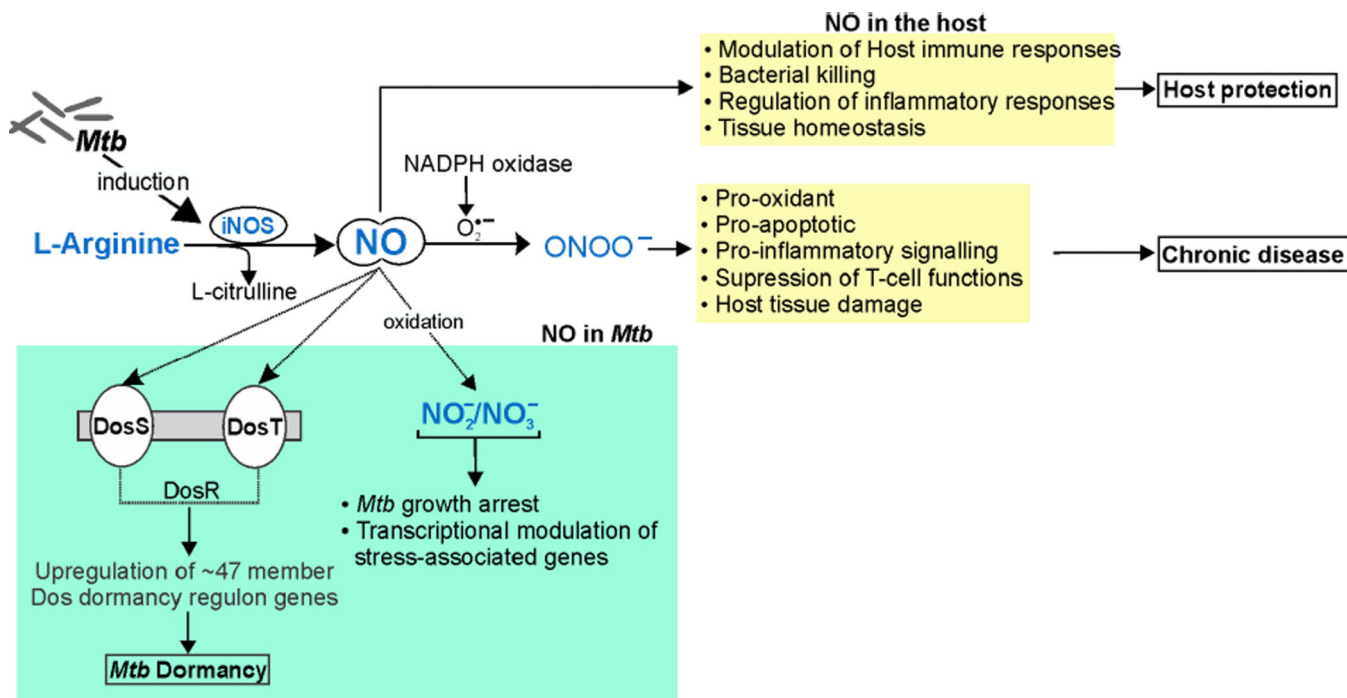 NO in the host
• Modulation of Host immune responses
• Bacterial killing
• Regulation of inflammatory responses
• Tissue homeostasis
Host protection
Mtb
induction
NADPH oxidase
O₂•−
L-Arginine
iNOS
NO
ONOO−
L-citrulline
• Pro-oxidant
• Pro-apoptotic
• Pro-inflammatory signalling
• Supression of T-cell functions
• Host tissue damage
Chronic disease
oxidation
NO in Mtb
DosS
DosT
DosR
NO₂−/NO₃−
• Mtb growth arrest
• Transcriptional modulation of
stress-associated genes
Upregulation of ~47 member
Dos dormancy regulon genes
Mtb Dormancy